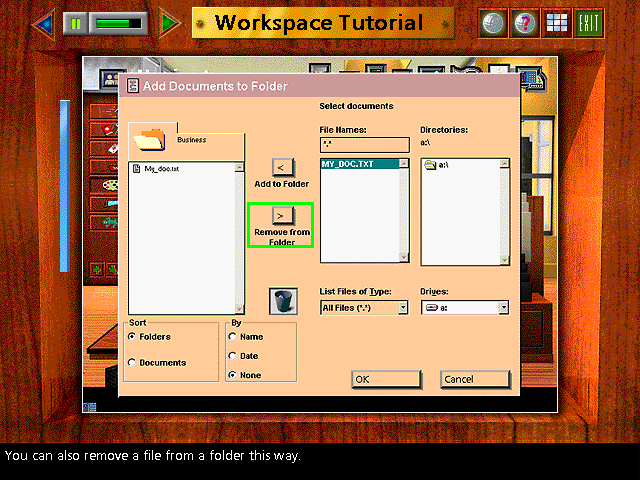 Workspace Tutorial
EXIT
Add Documents to Folder
Select documents
File Names:
Directories:
*.*
a:\
Business
My_doc.txt
MY_DOC.TXT
a:\
<
Add to Folder
>
Remove from
Folder
List Files of Type:
Drives:
All Files (*.*)
a:
Sort
By
Folders
Name
Date
Documents
None
OK
Cancel
You can also remove a file from a folder this way.